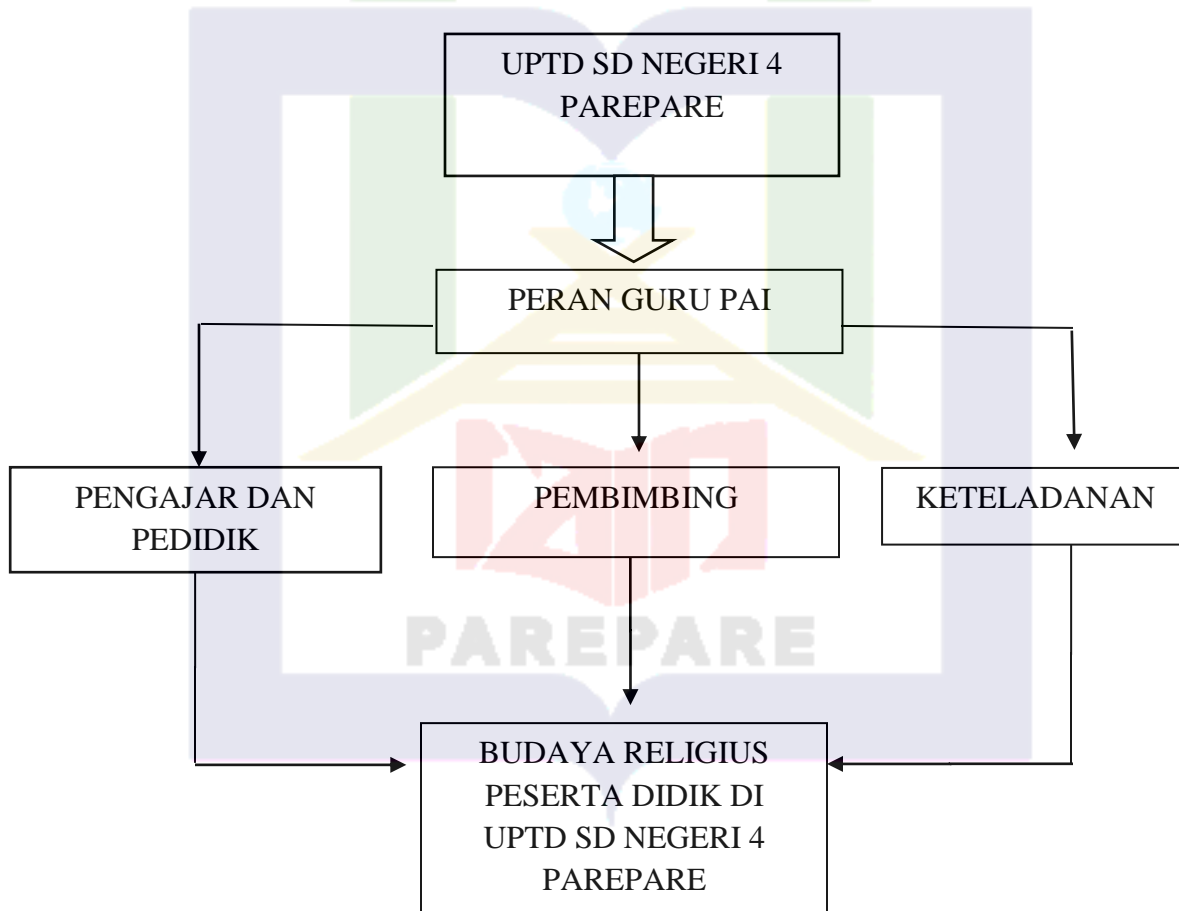 UPTD SD NEGERI 4
PAREPARE
PERAN GURU PAI
PENGAJAR DAN
PEDIDIK
PEMBIMBING
KETELADANAN
PAREPARE
BUDAYA RELIGIUS
PESERTA DIDIK DI
UPTD SD NEGERI 4
PAREPARE